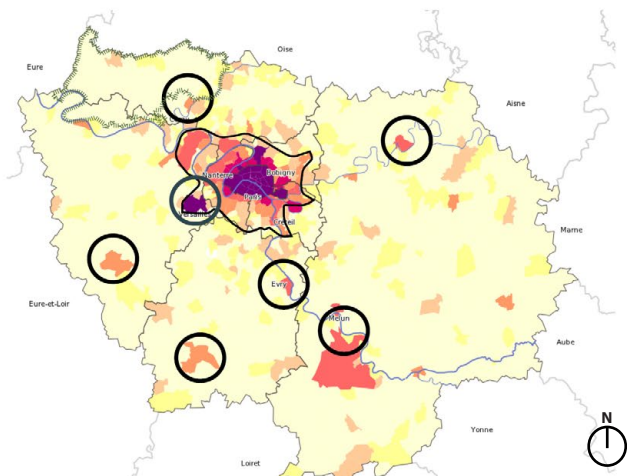 Oise
Eure
Aisne
Nanterre
Bobigny
Paris
Versailles
Créteil
Marne
Evry
Eure-et-Loir
Melun
Aube
Yonne
Loiret
N